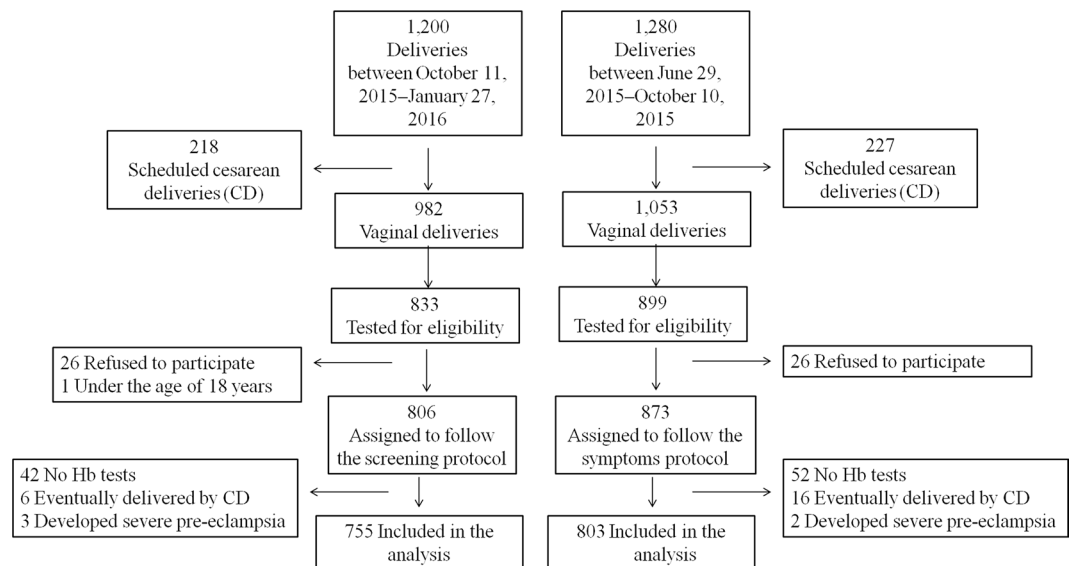 1,200
Deliveries
between October 11,
2015–January 27,
2016
1,280
Deliveries
between June 29,
2015–October 10,
2015
218
Scheduled cesarean
deliveries (CD)
227
Scheduled cesarean
deliveries (CD)
982
Vaginal deliveries
1,053
Vaginal deliveries
833
Tested for eligibility
899
Tested for eligibility
26 Refused to participate
1 Under the age of 18 years
26 Refused to participate
806
Assigned to follow
the screening protocol
873
Assigned to follow the
symptoms protocol
42 No Hb tests
6 Eventually delivered by CD
3 Developed severe pre-eclampsia
52 No Hb tests
16 Eventually delivered by CD
2 Developed severe pre-eclampsia
755 Included in the
analysis
803 Included in the
analysis